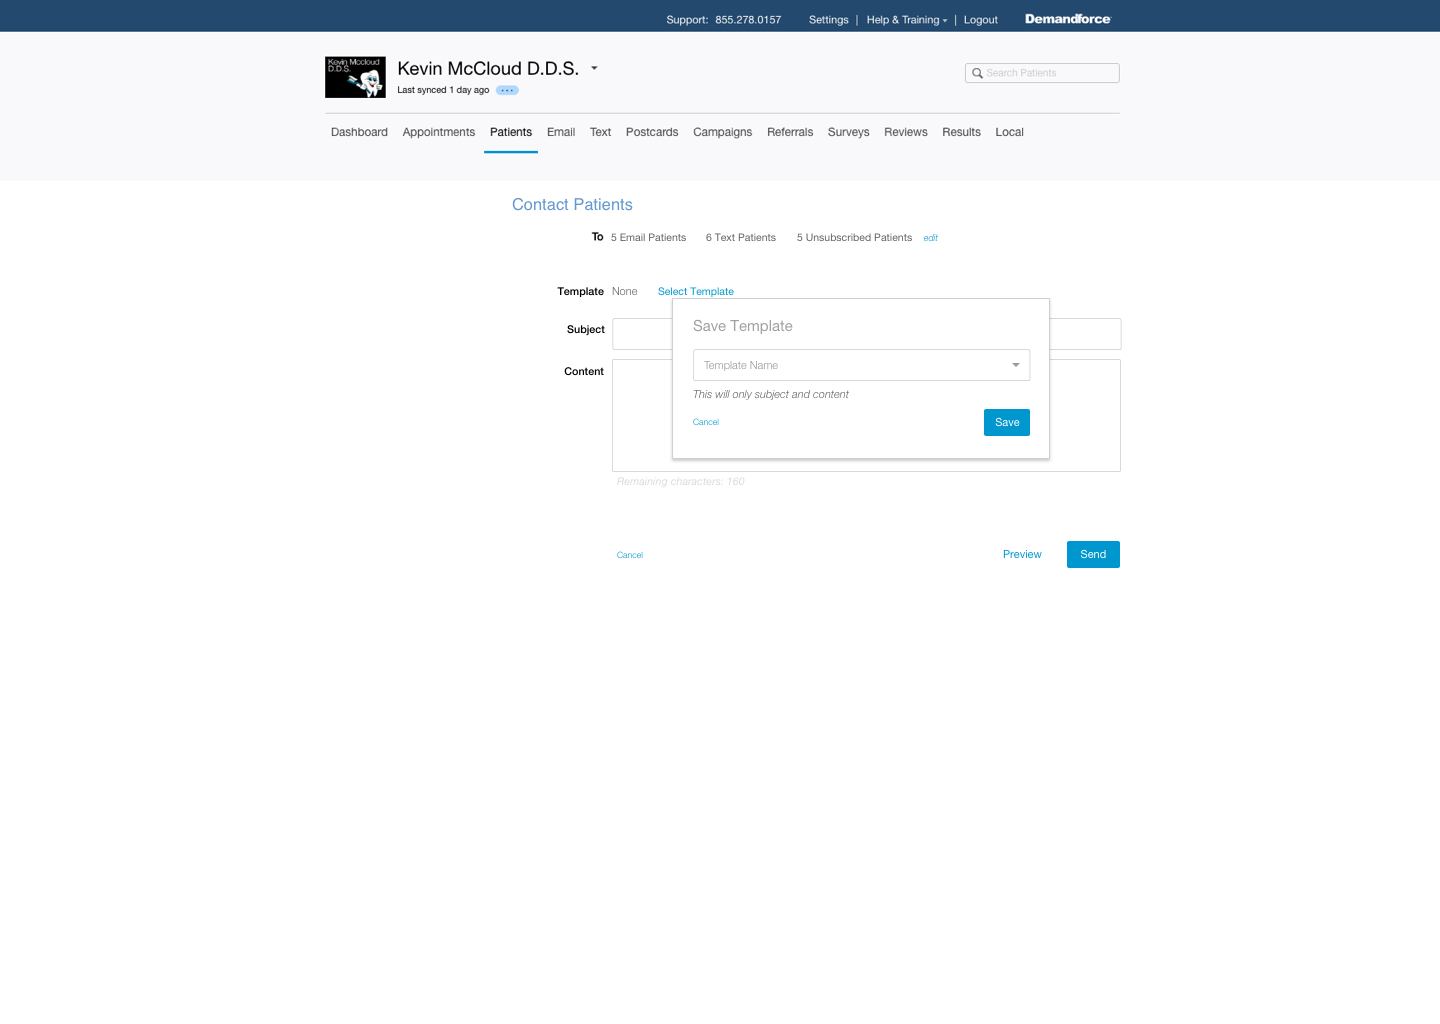 Support: 855.278.0157 Settings | Help & Training | Logout Demandforce
Kevin Mccloud
D.D.S.
Kevin McCloud D.D.S.
Last synced 1 day ago
Search Patients
Dashboard Appointments Patients Email Text Postcards Campaigns Referrals Surveys Reviews Results Local
Contact Patients
To 5 Email Patients 6 Text Patients 5 Unsubscribed Patients edit
Template None Select Template
Subject
Content
Save Template
Template Name
This will only subject and content
Cancel Save
Remaining characters: 160
Cancel Preview Send